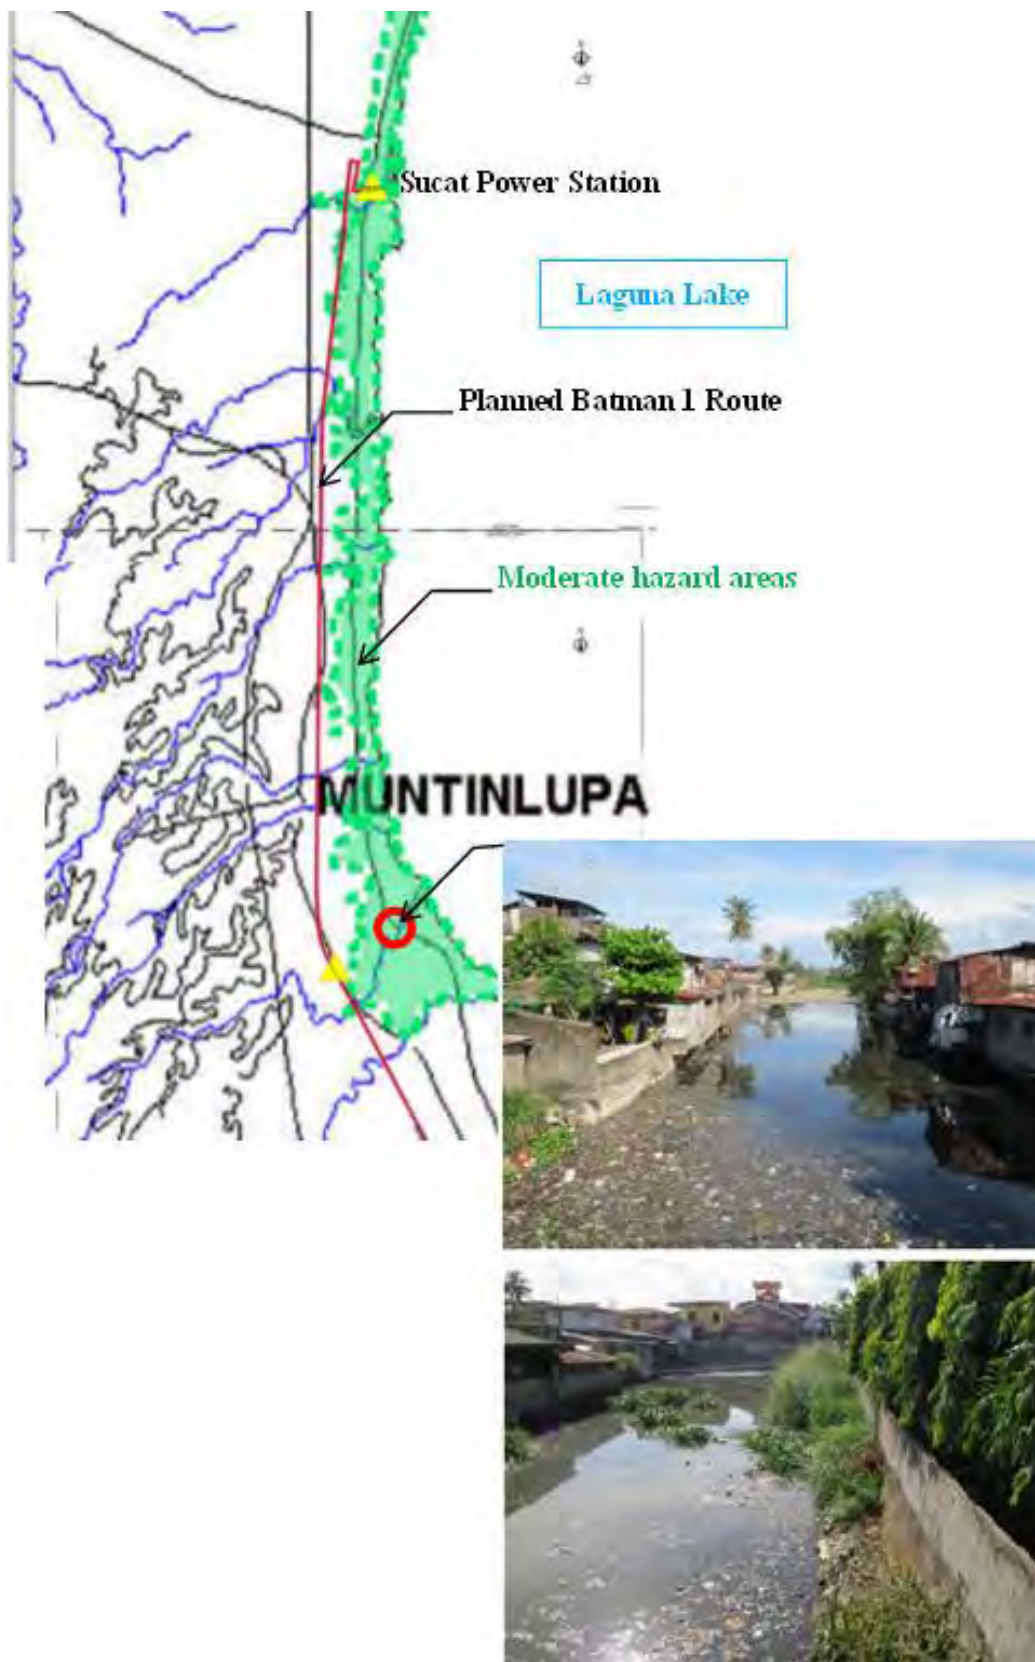 Sucat Power Station
Laguna Lake
Planned Batman 1 Route
Moderate hazard areas
MUNTINLUPA